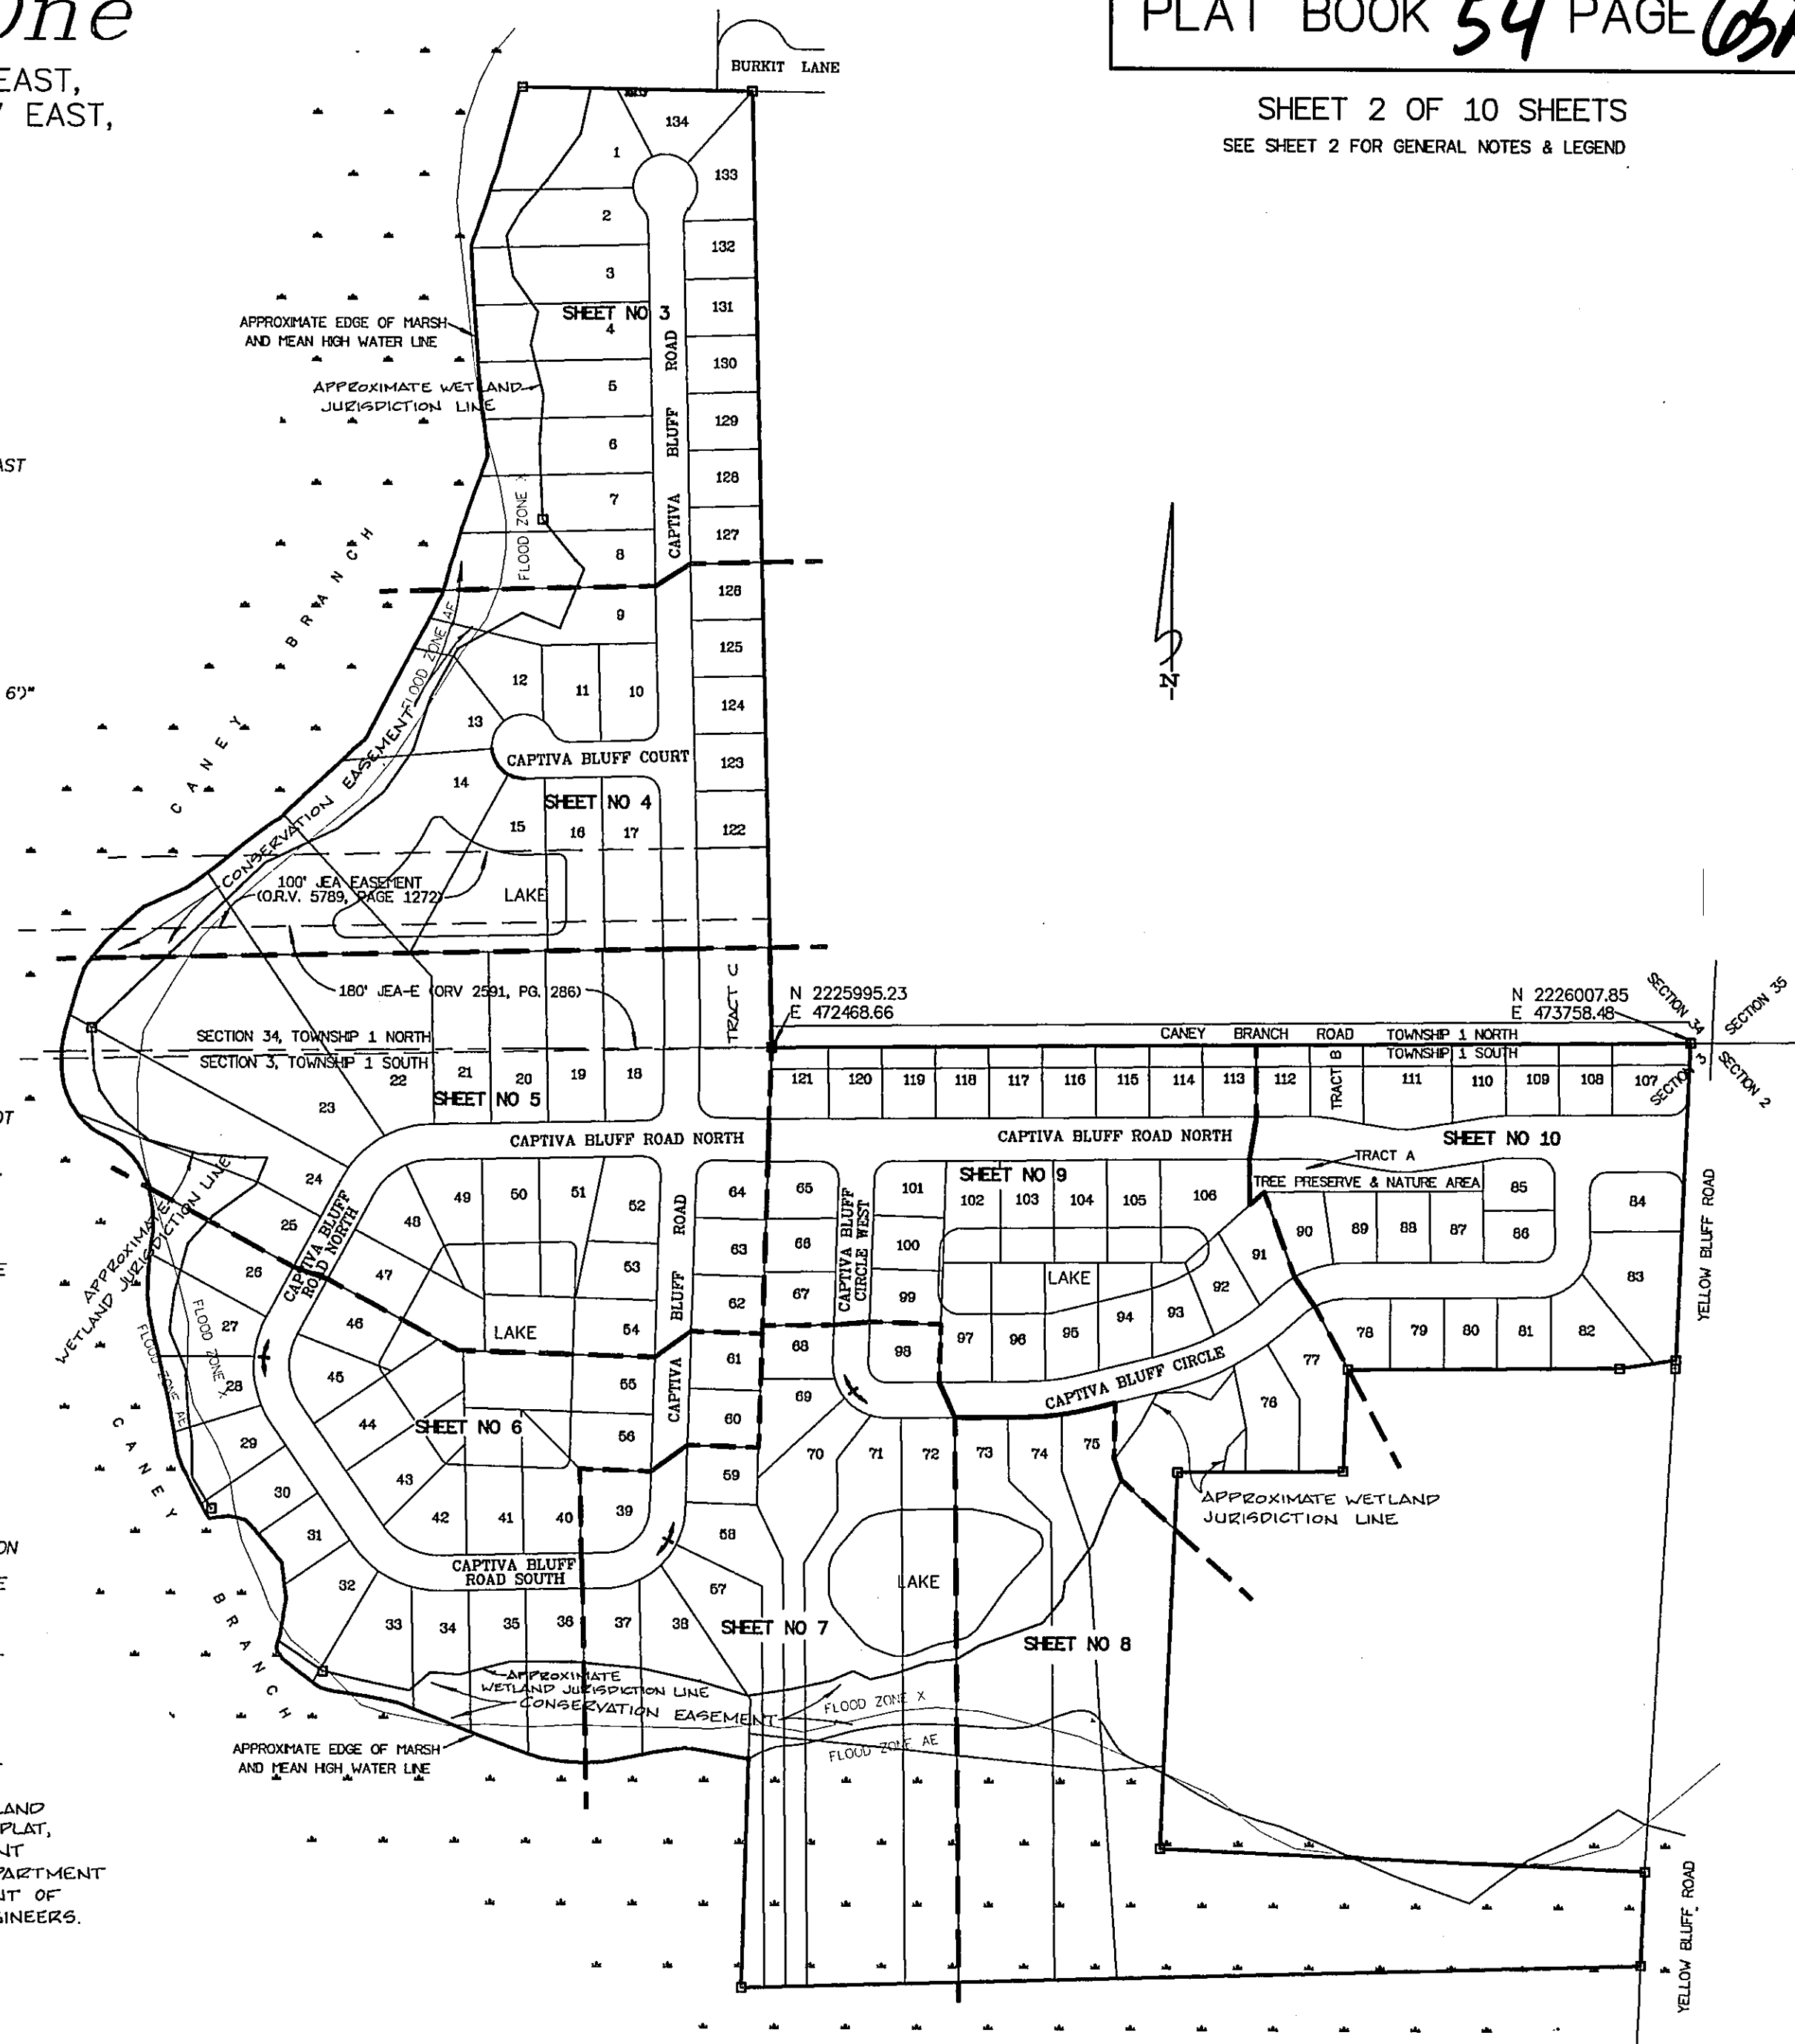 One
EAST,
EAST,
PLAT BOOK 54 PAGE
SHEET 2 OF 10 SHEETS
SEE SHEET 2 FOR GENERAL NOTES & LEGEND
BURKIT LANE
134
1
133
2
132
3
131
SHEET NO 3
4
130
APPROXIMATE EDGE OF MARSH
AND MEAN HIGH WATER LINE
APPROXIMATE WETLAND
JURISDICTION LINE
5
129
6
128
7
127
8
126
9
125
CAPTIVA BLUFF ROAD
FLOOD ZONE X
FLOOD ZONE AE
CANEY BRANCH
CONSERVATION EASEMENT
6')"
12
11
10
124
13
CAPTIVA BLUFF COURT
123
14
SHEET NO 4
15
16
17
122
100' JEA EASEMENT
(O.R.V. 5789, PAGE 1272)
LAKE
N
180' JEA-E (ORV 2591, PG. 286)
TRACT C
N 2225995.23
E 472468.66
N 2226007.85
E 473758.48
SECTION 34
SECTION 35
SECTION 3
SECTION 2
CANEY BRANCH ROAD
TOWNSHIP 1 NORTH
TOWNSHIP 1 SOUTH
SECTION 34, TOWNSHIP 1 NORTH
SECTION 3, TOWNSHIP 1 SOUTH
23
22
21
20
19
18
SHEET NO 5
121
120
119
118
117
116
115
114
113
112
TRACT B
111
110
109
108
107
CAPTIVA BLUFF ROAD NORTH
CAPTIVA BLUFF ROAD NORTH
SHEET NO 10
SHEET NO 9
TRACT A
TREE PRESERVE & NATURE AREA
24
49
50
51
52
64
65
101
102
103
104
105
106
85
84
25
48
63
66
100
91
90
89
88
87
86
26
47
53
62
67
99
LAKE
92
83
CAPTIVA BLUFF
ROAD NORTH
CAPTIVA BLUFF ROAD
CAPTIVA BLUFF
CIRCLE WEST
YELLOW BLUFF ROAD
APPROXIMATE
WETLAND JURISDICTION LINE
FLOOD ZONE X
FLOOD ZONE AE
27
46
LAKE
54
61
68
98
97
96
95
94
93
78
79
80
81
82
77
28
45
55
60
69
CAPTIVA BLUFF CIRCLE
76
44
SHEET NO 6
56
29
43
59
70
71
72
73
74
75
30
42
41
40
39
58
31
APPROXIMATE WETLAND
JURISDICTION LINE
CAPTIVA BLUFF
ROAD SOUTH
32
57
LAKE
33
34
35
36
37
38
SHEET NO 7
SHEET NO 8
CANEY BRANCH
APPROXIMATE
WETLAND JURISDICTION LINE
CONSERVATION EASEMENT
FLOOD ZONE X
FLOOD ZONE AE
APPROXIMATE EDGE OF MARSH
AND MEAN HIGH WATER LINE
PLAT,
OF
YELLOW BLUFF ROAD